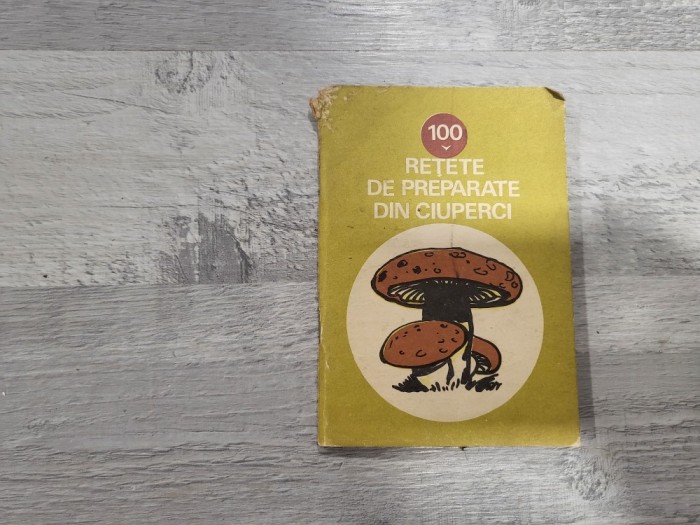 100
REȚETE
DE PREPARATE
DIN CIUPERCI